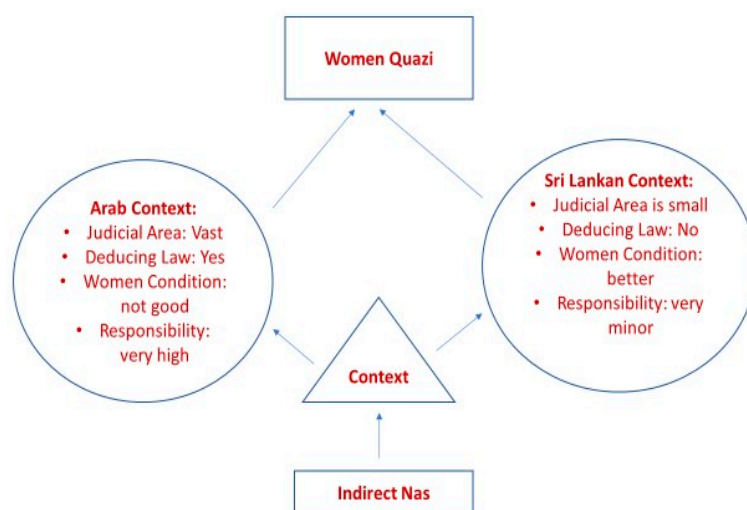 Women Quazi
Arab Context:
• Judicial Area: Vast
• Deducing Law: Yes
• Women Condition:
not good
• Responsibility:
very high
Sri Lankan Context:
• Judicial Area is small
• Deducing Law: No
• Women Condition:
better
• Responsibility: very
minor
Context
Indirect Nas